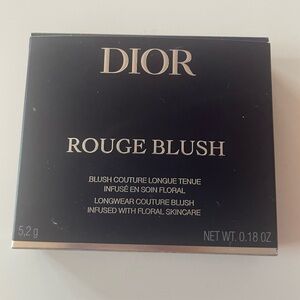 DIOR
ROUGE BLUSH
BLUSH COUTURE LONGUE TENUE
INFUSÉ EN SOIN FLORAL
LONGWEAR COUTURE BLUSH
INFUSED WITH FLORAL SKINCARE
5,2 g NET WT. 0.18 OZ